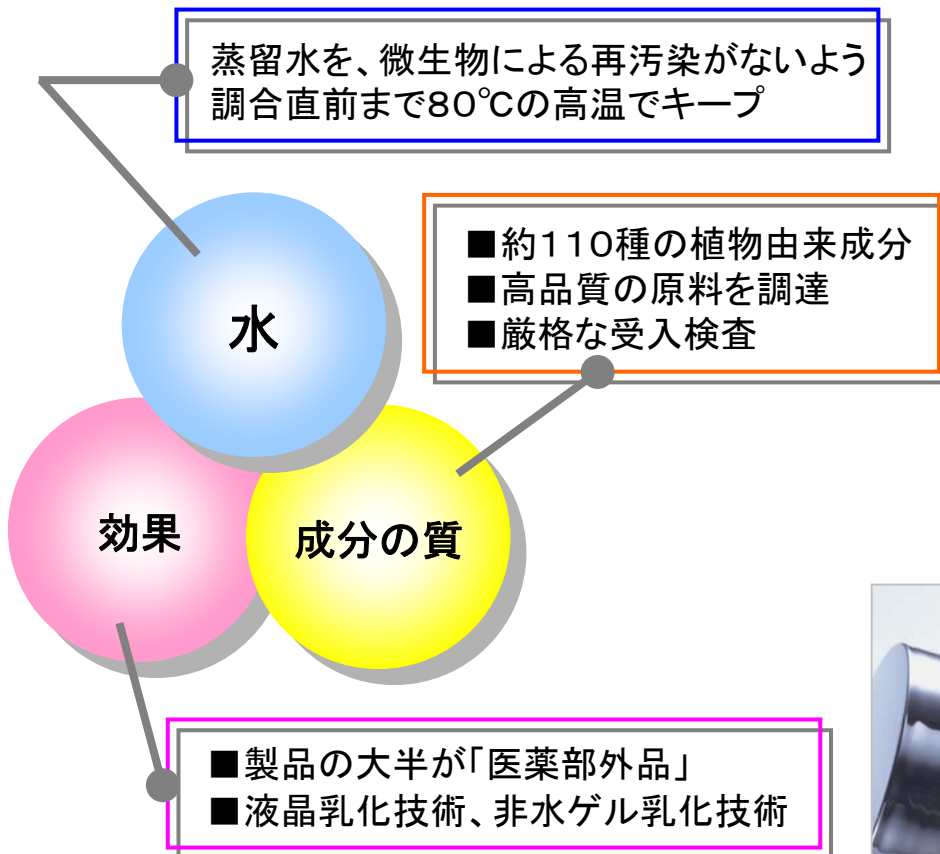 蒸留水を、微生物による再汚染がないよう
調合直前まで80℃の高温でキープ
■約110種の植物由来成分
■高品質の原料を調達
■厳格な受入検査
水
効果
成分の質
■製品の大半が「医薬部外品」
■液晶乳化技術、非水ゲル乳化技術